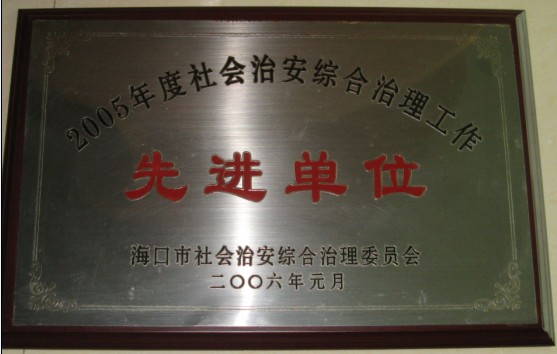 2005年度社会治安综合治理工作
先进单位
海口市社会治安综合治理委员会
二〇〇六年元月